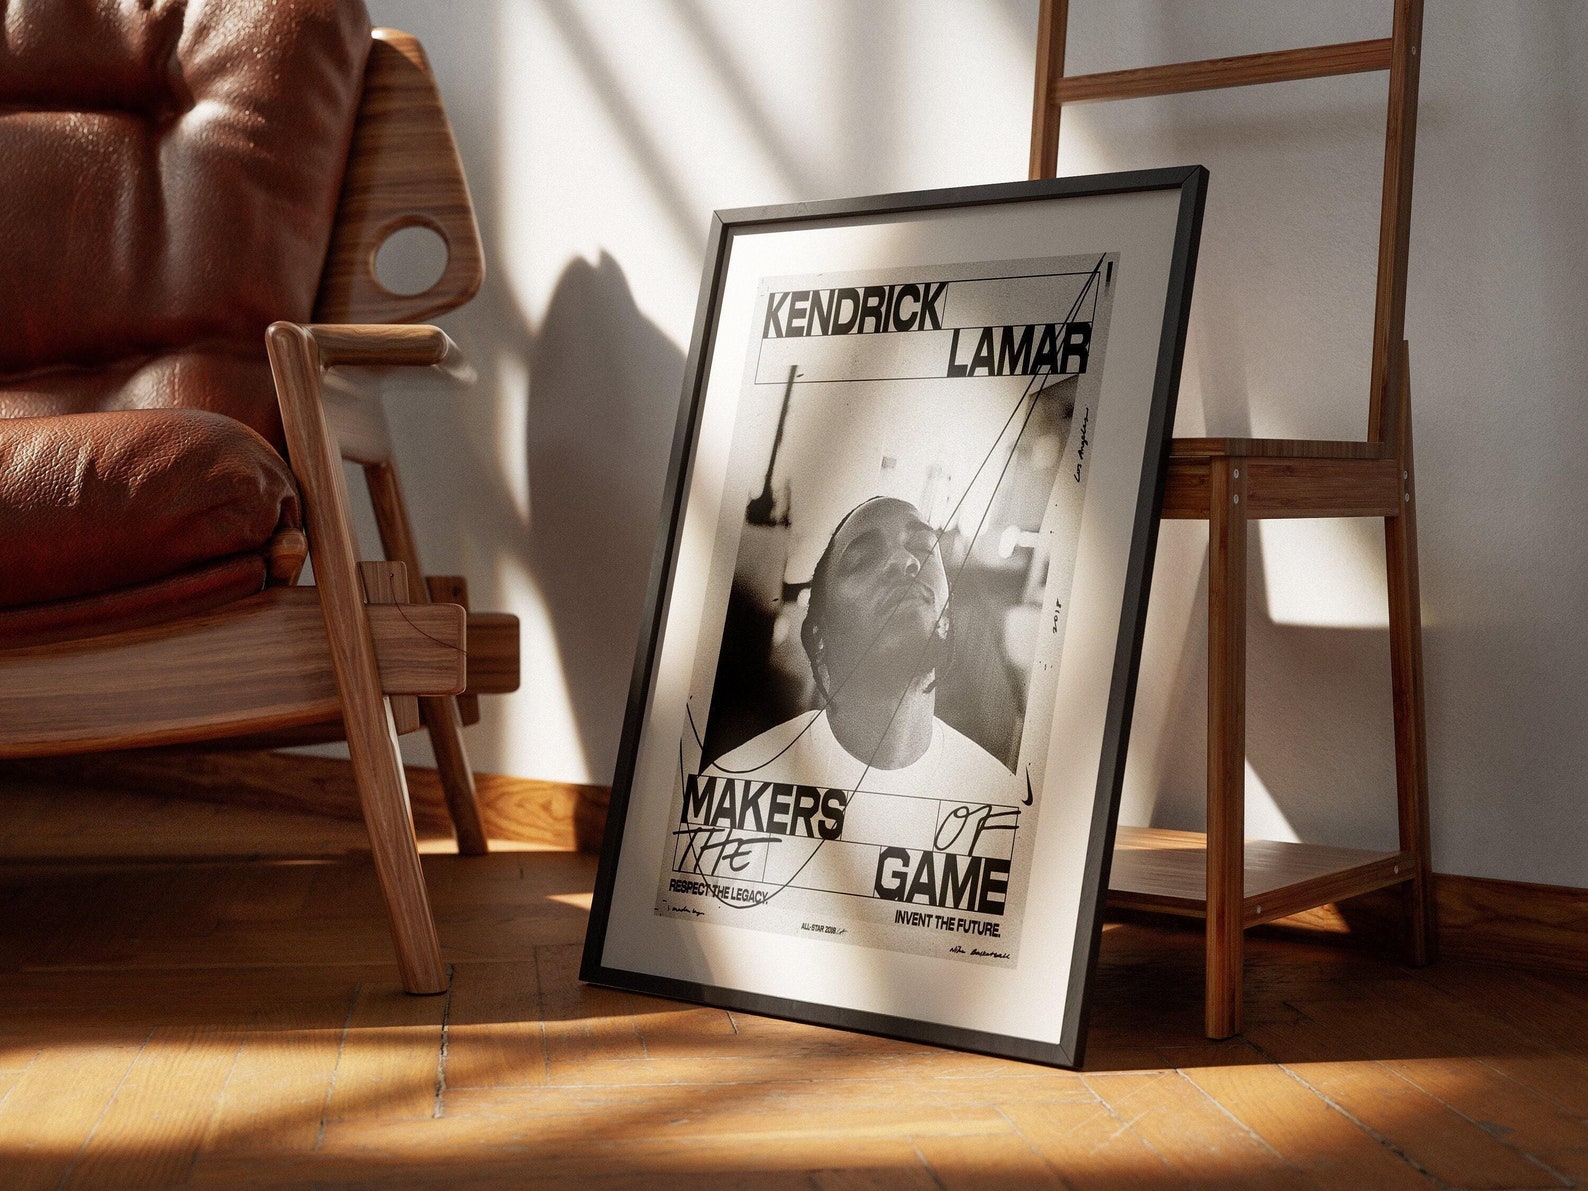 KENDRICK
LAMAR
Los Angeles
2018
MAKERS OF
THE GAME
RESPECT THE LEGACY.
INVENT THE FUTURE.
ALL-STAR 2018 LA
Nike Basketball